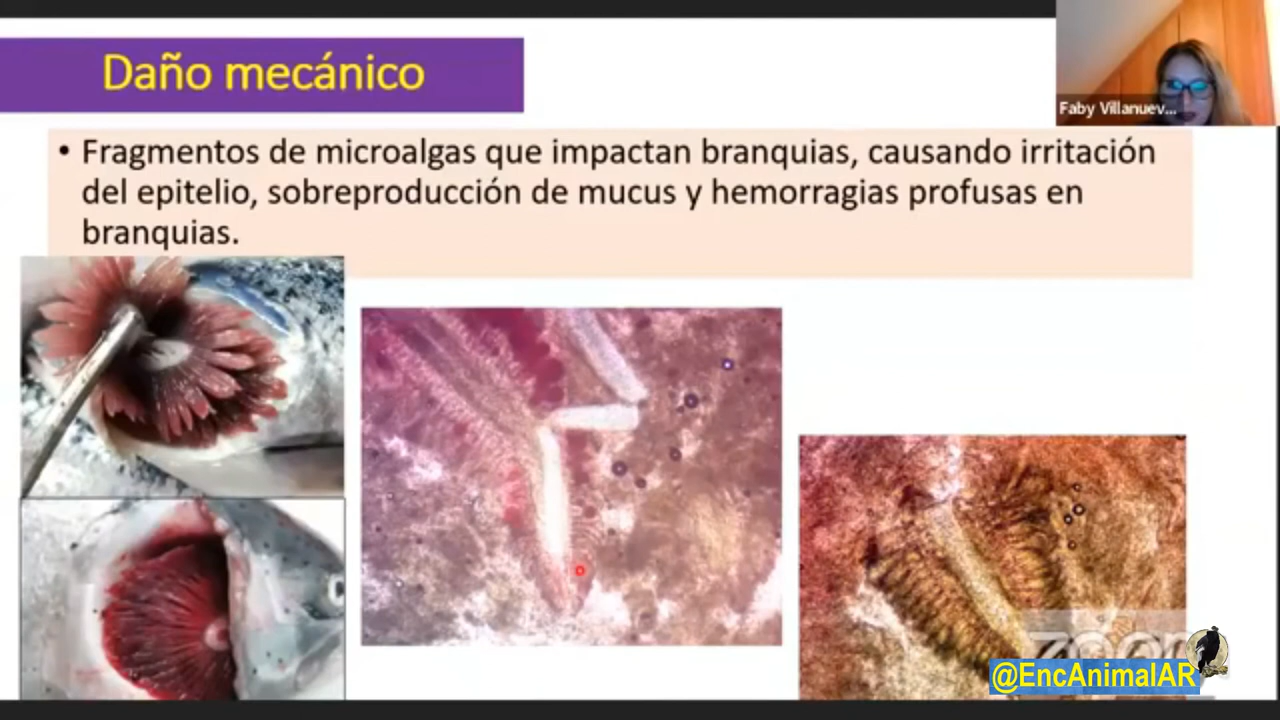 Daño mecánico
Faby Villanuev...
• Fragmentos de microalgas que impactan branquias, causando irritación
del epitelio, sobreproducción de mucus y hemorragias profusas en
branquias.
zoom
@EncAnimalAR